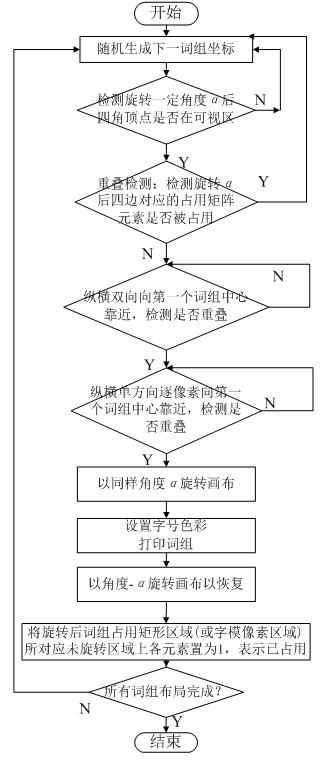 开始
随机生成下一词组坐标
检测旋转一定角度α后
四角顶点是否在可视区
N
Y
重叠检测：检测旋转α
后四边对应的占用矩阵
元素是否被占用
Y
N
纵横双向向第一个词组中心
靠近，检测是否重叠
N
Y
纵横单方向逐像素向第一
个词组中心靠近，检测是
否重叠
N
Y
以同样角度α旋转画布
设置字号色彩
打印词组
以角度-α旋转画布以恢复
将旋转后词组占用矩形区域(或字模像素区域)
所对应未旋转区域上各元素置为1，表示已占用
所有词组布局完成？
N
Y
结束